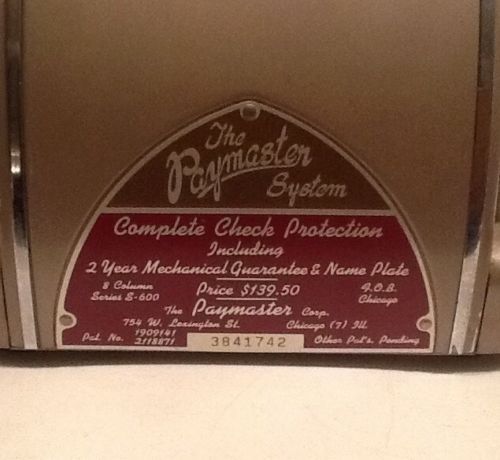 The
Paymaster
System
Complete Check Protection
Including
2 Year Mechanical Guarantee & Name Plate
8 Column Price $139.50 F.O.B.
Series S-600 Chicago
The Paymaster Corp.
754 W. Lexington St. Chicago (7) Ill.
Pat. No. 1909141
2118871 3841742 Other Pat's. Pending